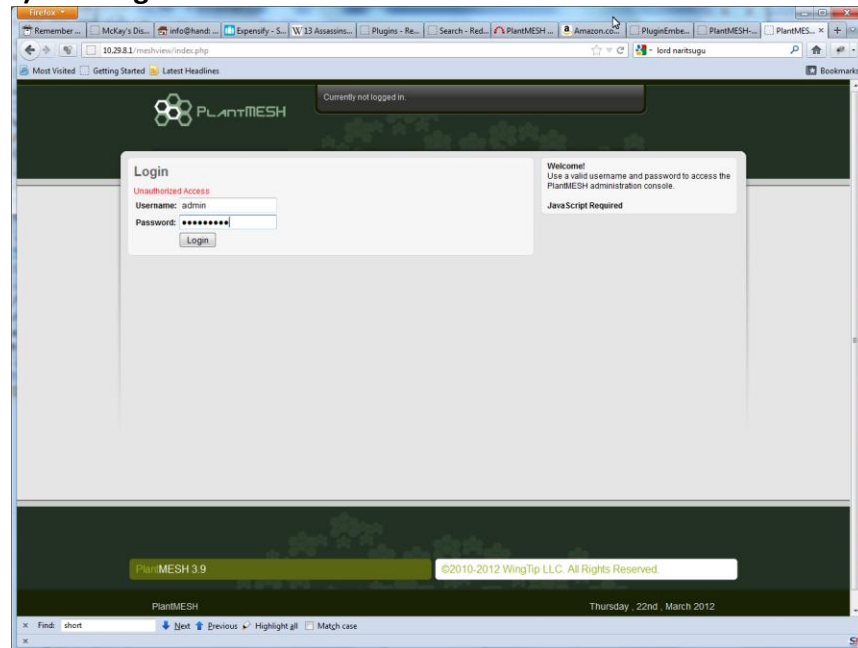 Firefox
Remember ... McKay's Dis... info@hand: ... Expensify - S... 13 Assassins... Plugins - Re... Search - Red... PlantMESH ... Amazon.co... PluginEmbe... PlantMESH-... PlantMES... × +
10.29.8.1/meshview/index.php lord naritsugu
Most Visited Getting Started Latest Headlines Bookmarks
PLANTMESH
Currently not logged in.
Login
Unauthorized Access
Username: admin
Password: •••••••••
Login
Welcome!
Use a valid username and password to access the
PlantMESH administration console.
JavaScript Required
PlantMESH 3.9
©2010-2012 WingTip LLC. All Rights Reserved.
PlantMESH
Thursday , 22nd , March 2012
× Find: short Next Previous Highlight all Match case
×